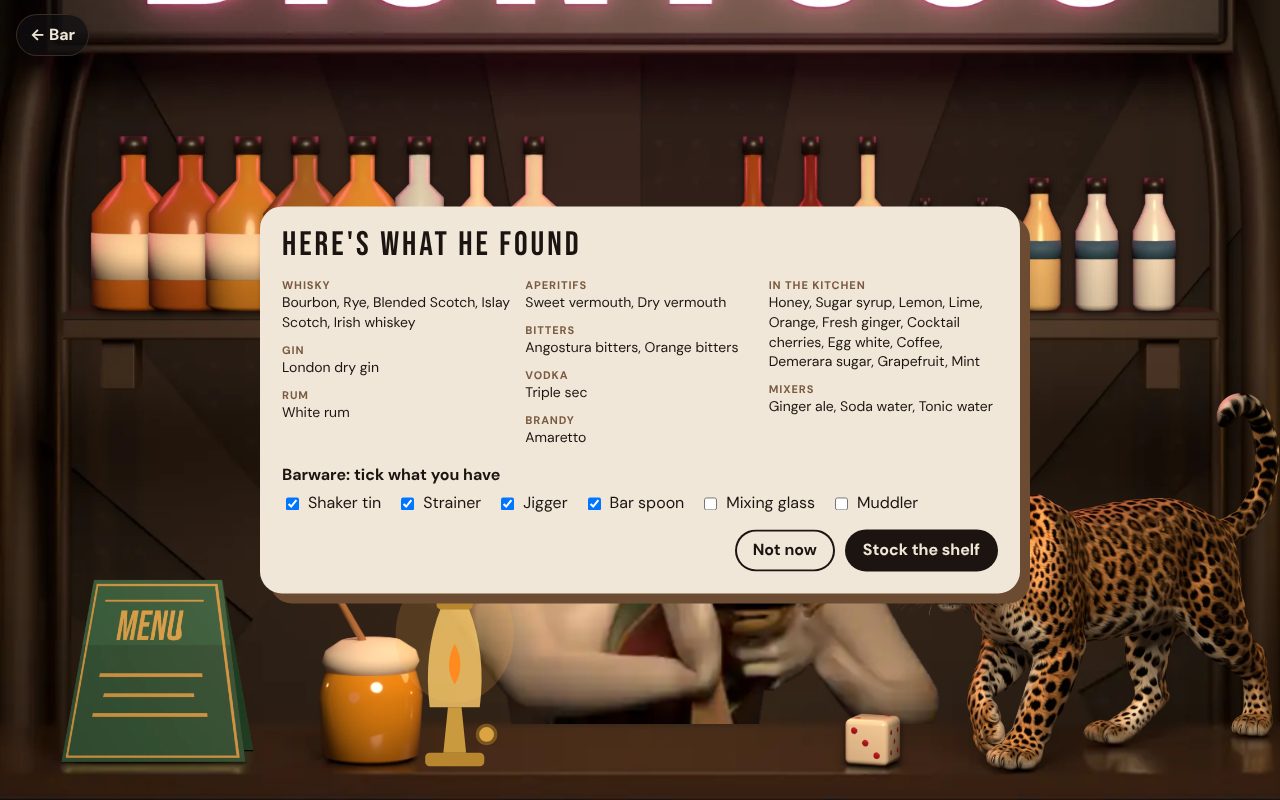 ← Bar
HERE'S WHAT HE FOUND
WHISKY
Bourbon, Rye, Blended Scotch, Islay
Scotch, Irish whiskey
GIN
London dry gin
RUM
White rum
APERITIFS
Sweet vermouth, Dry vermouth
BITTERS
Angostura bitters, Orange bitters
VODKA
Triple sec
BRANDY
Amaretto
IN THE KITCHEN
Honey, Sugar syrup, Lemon, Lime,
Orange, Fresh ginger, Cocktail
cherries, Egg white, Coffee,
Demerara sugar, Grapefruit, Mint
MIXERS
Ginger ale, Soda water, Tonic water
Barware: tick what you have
Shaker tin
Strainer
Jigger
Bar spoon
Mixing glass
Muddler
Not now
Stock the shelf
MENU